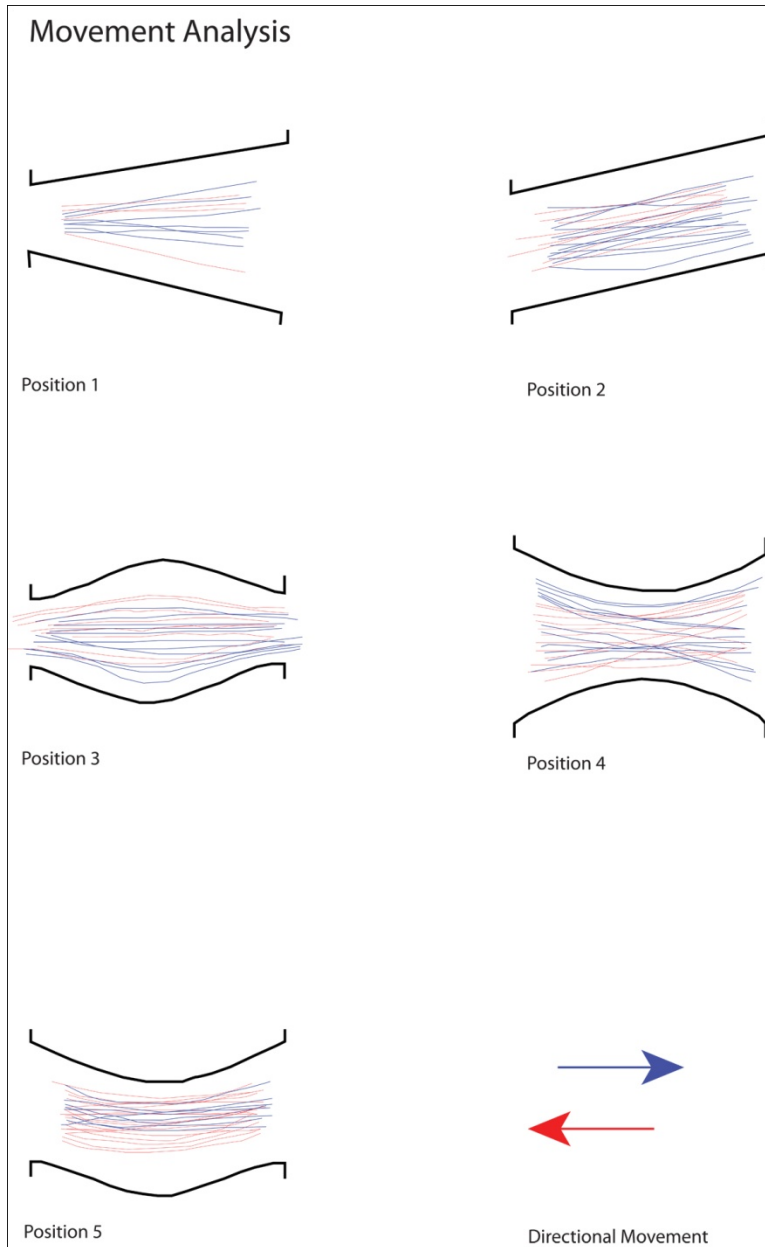 Movement Analysis
Position 1
Position 2
Position 3
Position 4
Position 5
Directional Movement